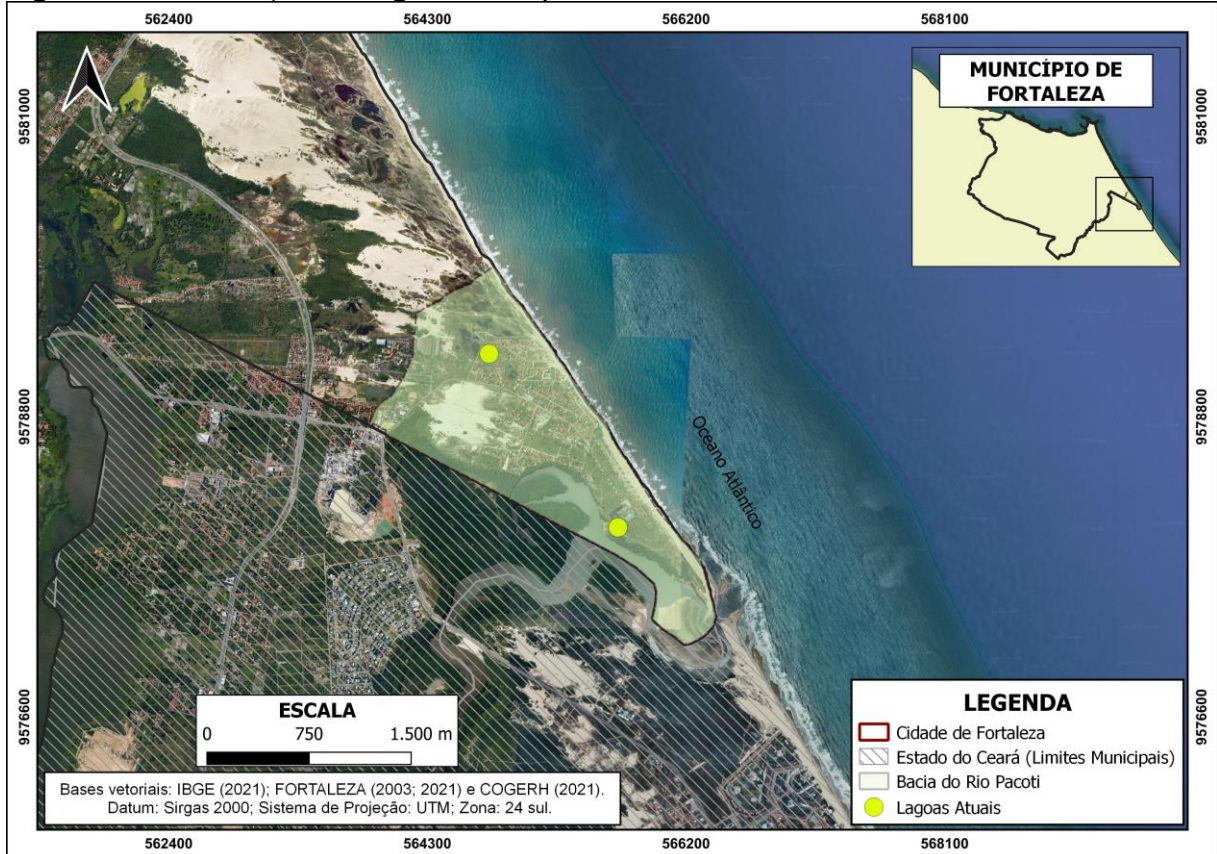 562400 564300 566200 568100
MUNICÍPIO DE
FORTALEZA
9581000 9581000
9578800 9578800
Oceano Atlântico
9576600 9576600
ESCALA
0 750 1.500 m
Bases vetoriais: IBGE (2021); FORTALEZA (2003; 2021) e COGERH (2021).
Datum: Sirgas 2000; Sistema de Projeção: UTM; Zona: 24 sul.
LEGENDA
Cidade de Fortaleza
Estado do Ceará (Limites Municipais)
Bacia do Rio Pacoti
Lagoas Atuais
562400 564300 566200 568100